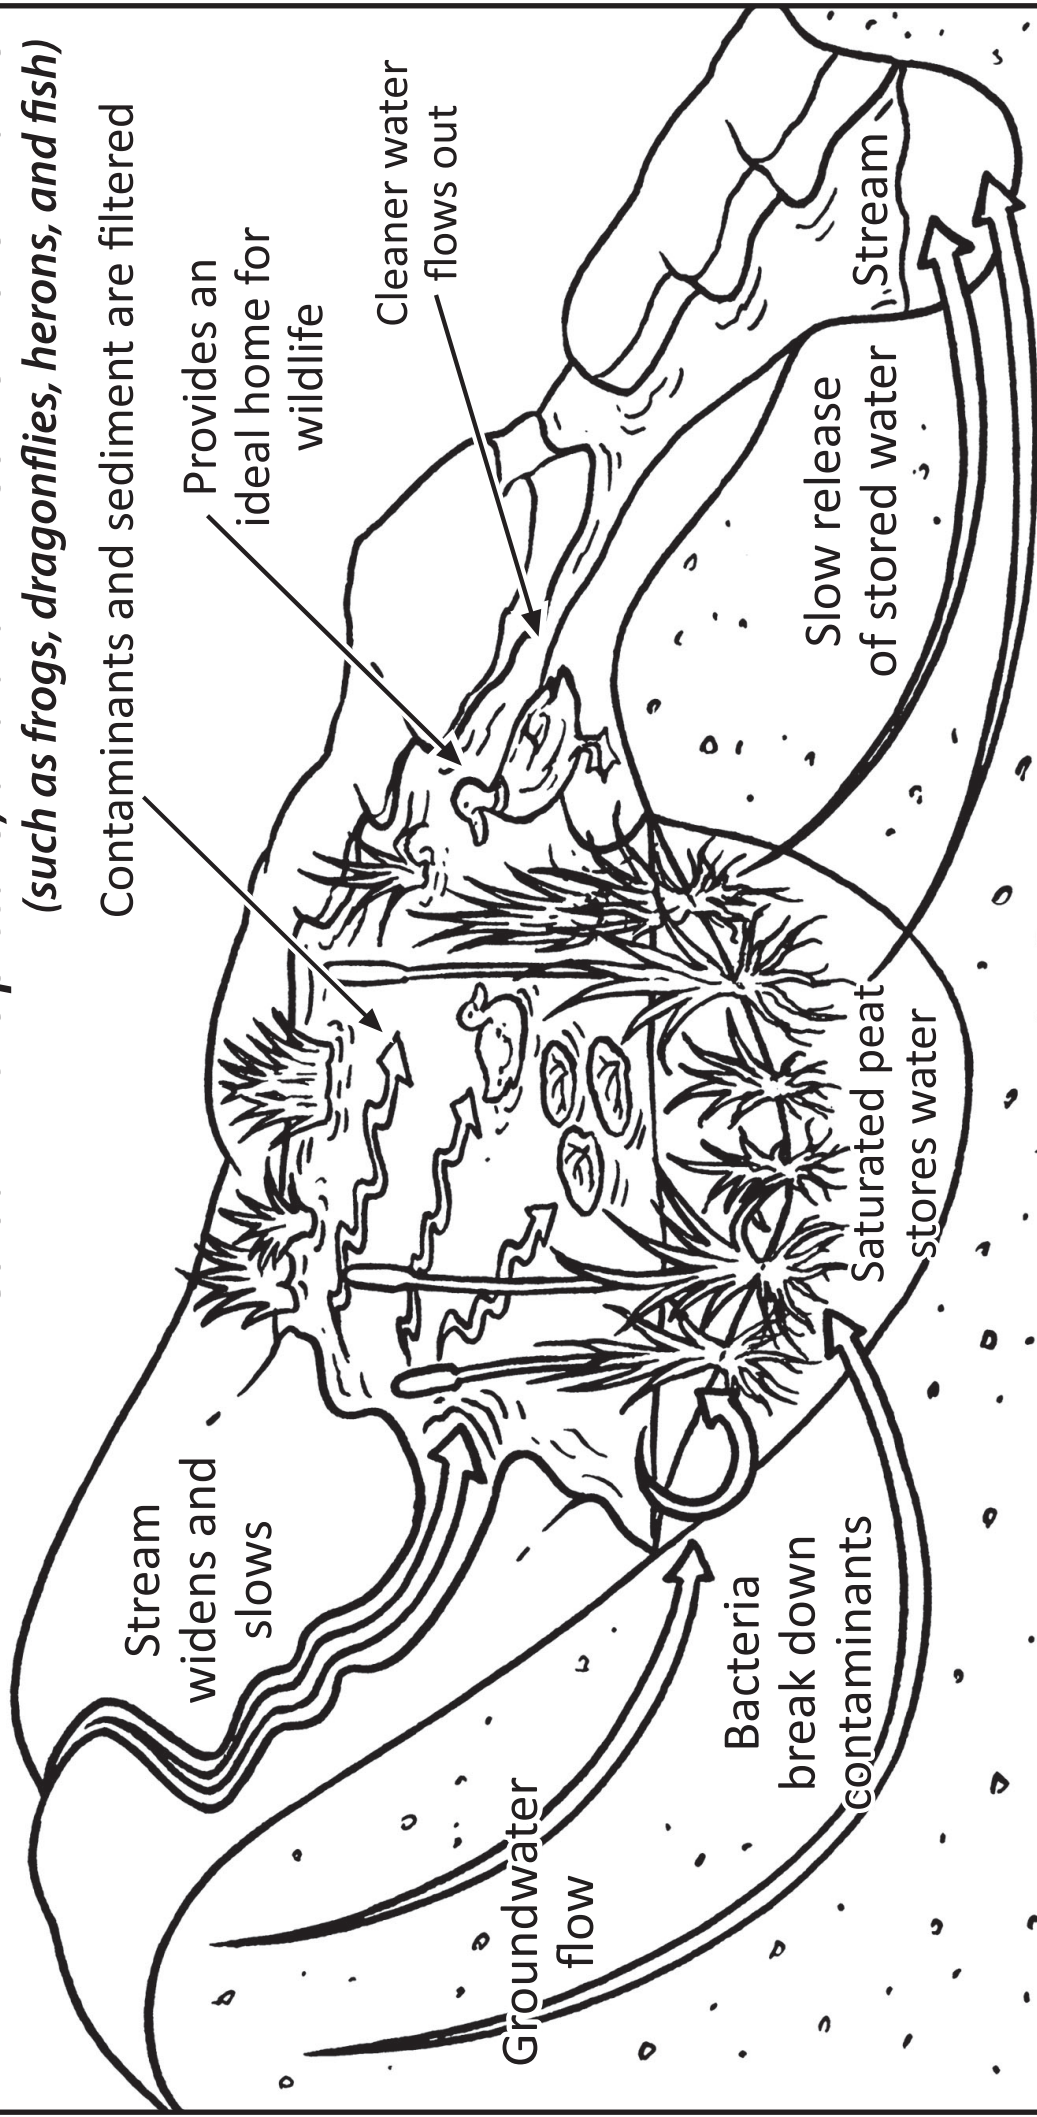 (such as frogs, dragonflies, herons, and fish)
Contaminants and sediment are filtered
Provides an
ideal home for
wildlife
Cleaner water
flows out
Stream
widens and
slows
Stream
Slow release
of stored water
Saturated peat
stores water
Bacteria
break down
contaminants
Groundwater
flow